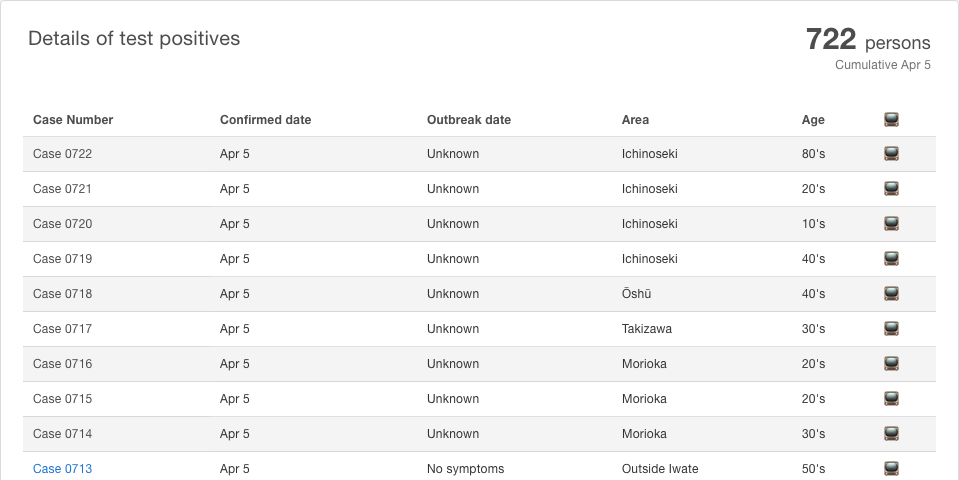 Details of test positives
722 persons
Cumulative Apr 5
Case Number Confirmed date Outbreak date Area Age
Case 0722 Apr 5 Unknown Ichinoseki 80's
Case 0721 Apr 5 Unknown Ichinoseki 20's
Case 0720 Apr 5 Unknown Ichinoseki 10's
Case 0719 Apr 5 Unknown Ichinoseki 40's
Case 0718 Apr 5 Unknown Ōshū 40's
Case 0717 Apr 5 Unknown Takizawa 30's
Case 0716 Apr 5 Unknown Morioka 20's
Case 0715 Apr 5 Unknown Morioka 20's
Case 0714 Apr 5 Unknown Morioka 30's
Case 0713 Apr 5 No symptoms Outside Iwate 50's